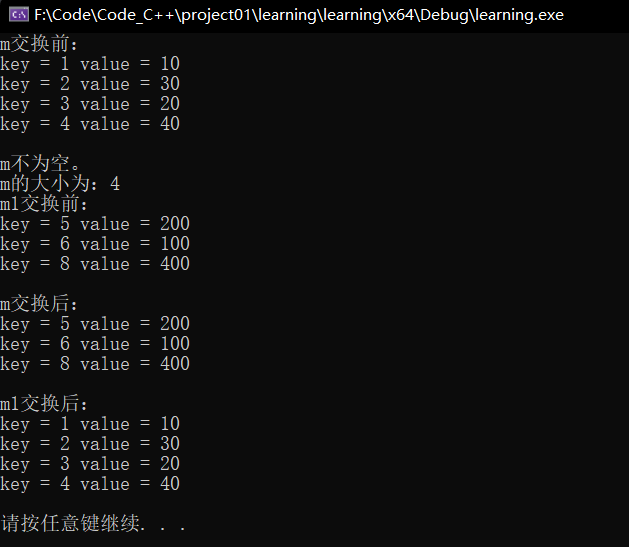 F:\Code\Code_C++\project01\learning\learning\x64\Debug\learning.exe
m交换前:
key = 1 value = 10
key = 2 value = 30
key = 3 value = 20
key = 4 value = 40
m不为空。
m的大小为: 4
m1交换前:
key = 5 value = 200
key = 6 value = 100
key = 8 value = 400
m交换后:
key = 5 value = 200
key = 6 value = 100
key = 8 value = 400
m1交换后:
key = 1 value = 10
key = 2 value = 30
key = 3 value = 20
key = 4 value = 40
请按任意键继续. . .